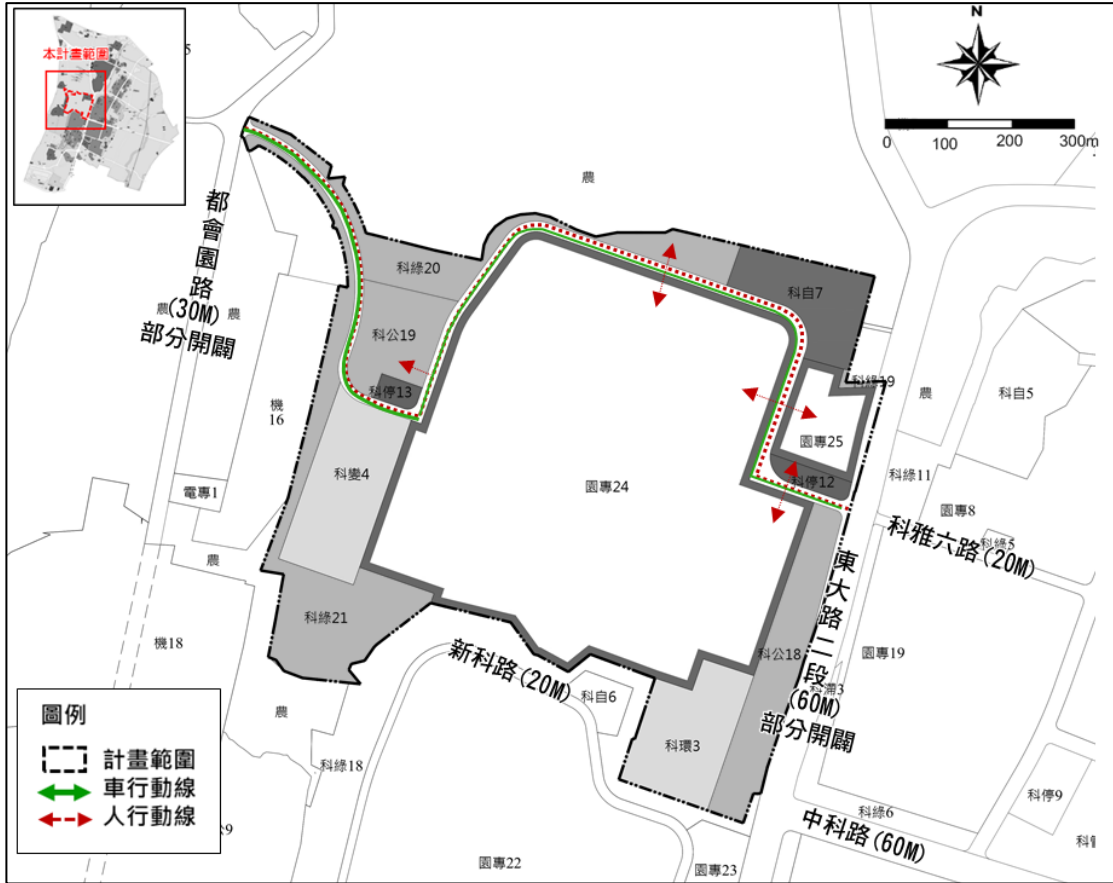 本計畫範圍
5
N
0 100 200 300m
都會園路
(30M)
部分開闢
農
農
農
科綠20
科自7
科公19
科停13
科綠19
農
科自5
機
16
園專25
科變4
園專24
科停12
科綠11
電專1
園專8
科綠5
科雅六路(20M)
農
東大路二段
(60M)
部分開闢
科綠21
機18
新科路(20M)
科公18
園專19
科自6
科環3
農
科綠18
科停9
科綠6
中科路(60M)
園專22
園專23
圖例
計畫範圍
車行動線
人行動線